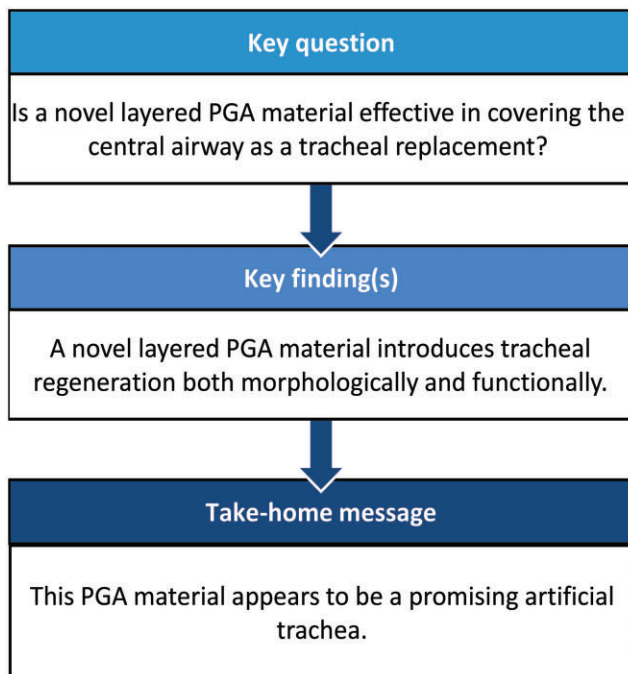 Key question
Is a novel layered PGA material effective in covering the
central airway as a tracheal replacement?
Key finding(s)
A novel layered PGA material introduces tracheal
regeneration both morphologically and functionally.
Take-home message
This PGA material appears to be a promising artificial
trachea.